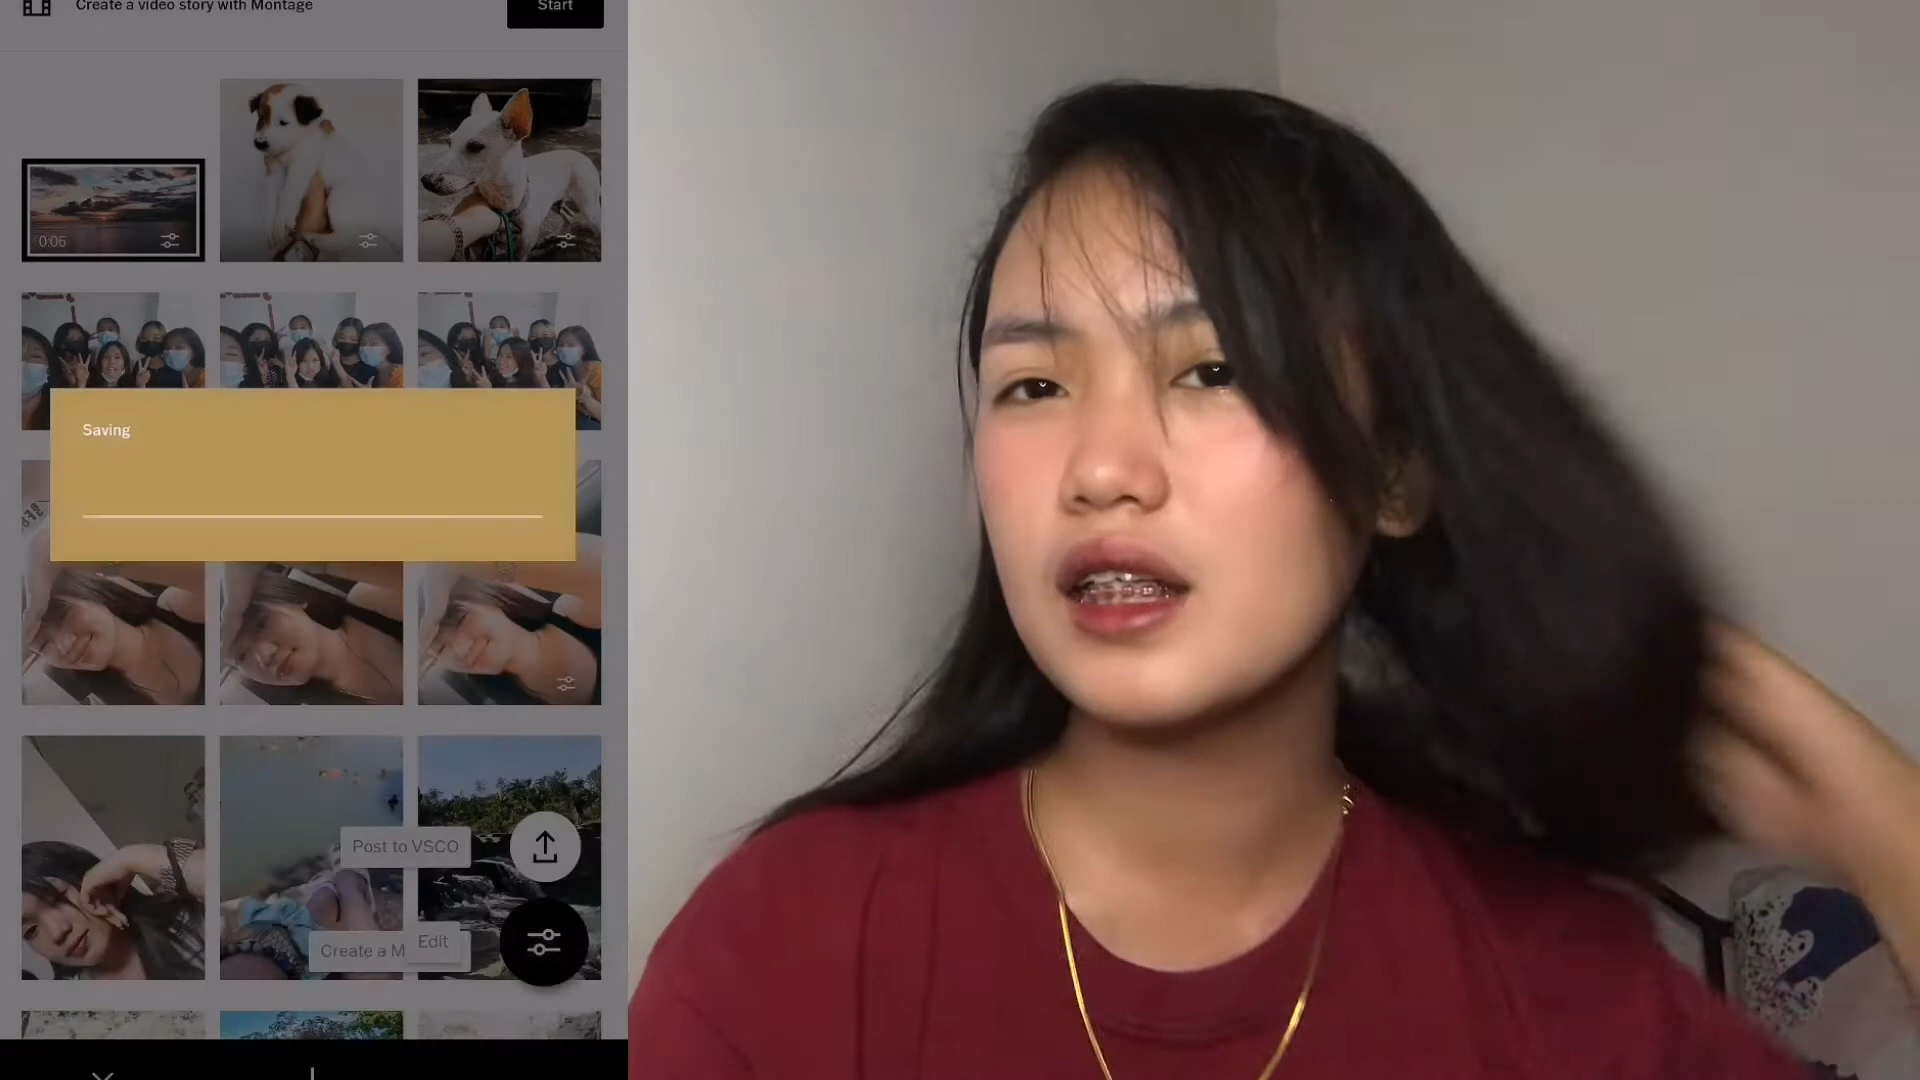 Create a video story with Montage
Start
0:06
Saving
Post to VSCO
Create a M
Edit